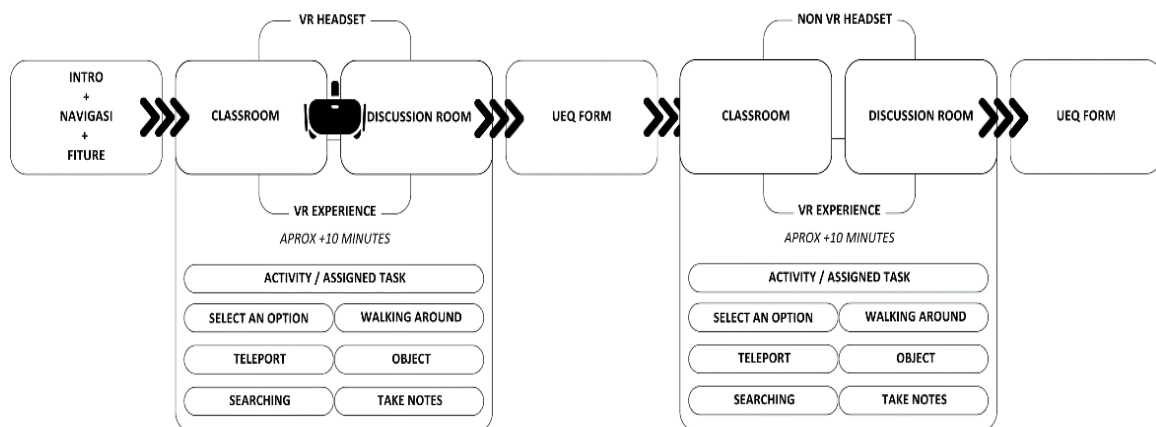 VR HEADSET
NON VR HEADSET
INTRO
+
NAVIGASI
+
FITURE
CLASSROOM
DISCUSSION ROOM
UEQ FORM
CLASSROOM
DISCUSSION ROOM
UEQ FORM
VR EXPERIENCE
APROX +10 MINUTES
ACTIVITY / ASSIGNED TASK
SELECT AN OPTION
WALKING AROUND
TELEPORT
OBJECT
SEARCHING
TAKE NOTES
VR EXPERIENCE
APROX +10 MINUTES
ACTIVITY / ASSIGNED TASK
SELECT AN OPTION
WALKING AROUND
TELEPORT
OBJECT
SEARCHING
TAKE NOTES